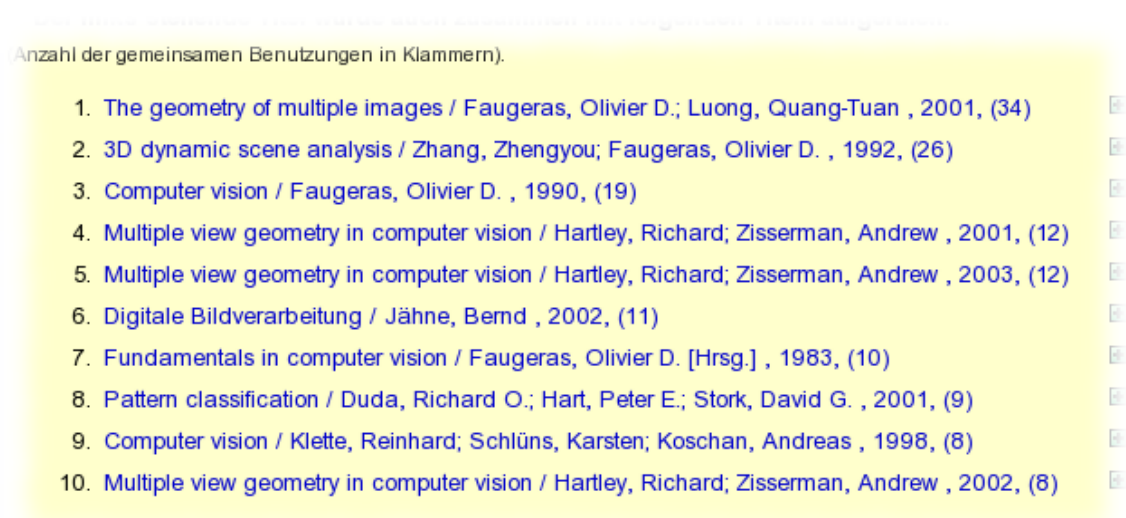 (Anzahl der gemeinsamen Benutzungen in Klammern).
1. The geometry of multiple images / Faugeras, Olivier D.; Luong, Quang-Tuan , 2001, (34)
2. 3D dynamic scene analysis / Zhang, Zhengyou; Faugeras, Olivier D. , 1992, (26)
3. Computer vision / Faugeras, Olivier D. , 1990, (19)
4. Multiple view geometry in computer vision / Hartley, Richard; Zisserman, Andrew , 2001, (12)
5. Multiple view geometry in computer vision / Hartley, Richard; Zisserman, Andrew , 2003, (12)
6. Digitale Bildverarbeitung / Jähne, Bernd , 2002, (11)
7. Fundamentals in computer vision / Faugeras, Olivier D. [Hrsg.] , 1983, (10)
8. Pattern classification / Duda, Richard O.; Hart, Peter E.; Stork, David G. , 2001, (9)
9. Computer vision / Klette, Reinhard; Schlüns, Karsten; Koschan, Andreas , 1998, (8)
10. Multiple view geometry in computer vision / Hartley, Richard; Zisserman, Andrew , 2002, (8)